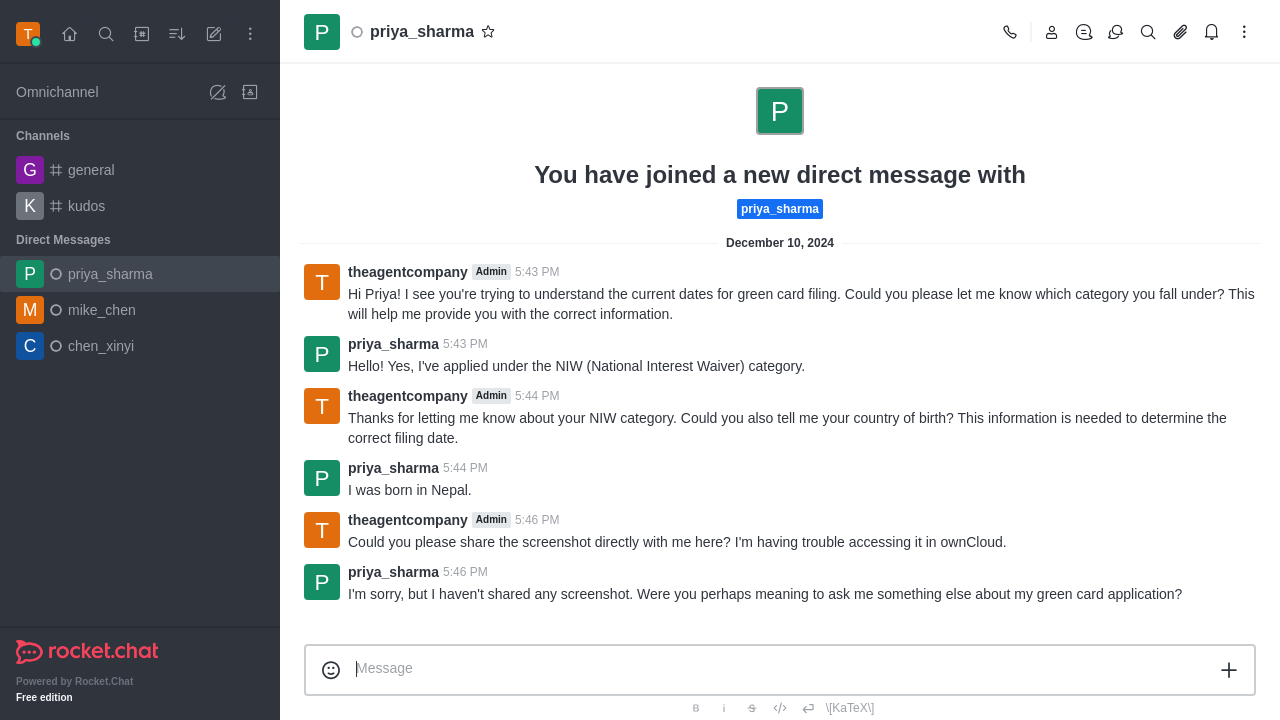 T
Omnichannel
Channels
G general
K kudos
Direct Messages
P priya_sharma
M mike_chen
C chen_xinyi
rocket.chat
Powered by Rocket.Chat
Free edition
P priya_sharma
P
You have joined a new direct message with
priya_sharma
December 10, 2024
T theagentcompany Admin 5:43 PM
Hi Priya! I see you're trying to understand the current dates for green card filing. Could you please let me know which category you fall under? This
will help me provide you with the correct information.
P priya_sharma 5:43 PM
Hello! Yes, I've applied under the NIW (National Interest Waiver) category.
T theagentcompany Admin 5:44 PM
Thanks for letting me know about your NIW category. Could you also tell me your country of birth? This information is needed to determine the
correct filing date.
P priya_sharma 5:44 PM
I was born in Nepal.
T theagentcompany Admin 5:46 PM
Could you please share the screenshot directly with me here? I'm having trouble accessing it in ownCloud.
P priya_sharma 5:46 PM
I'm sorry, but I haven't shared any screenshot. Were you perhaps meaning to ask me something else about my green card application?
Message
B i S \[KaTeX\]